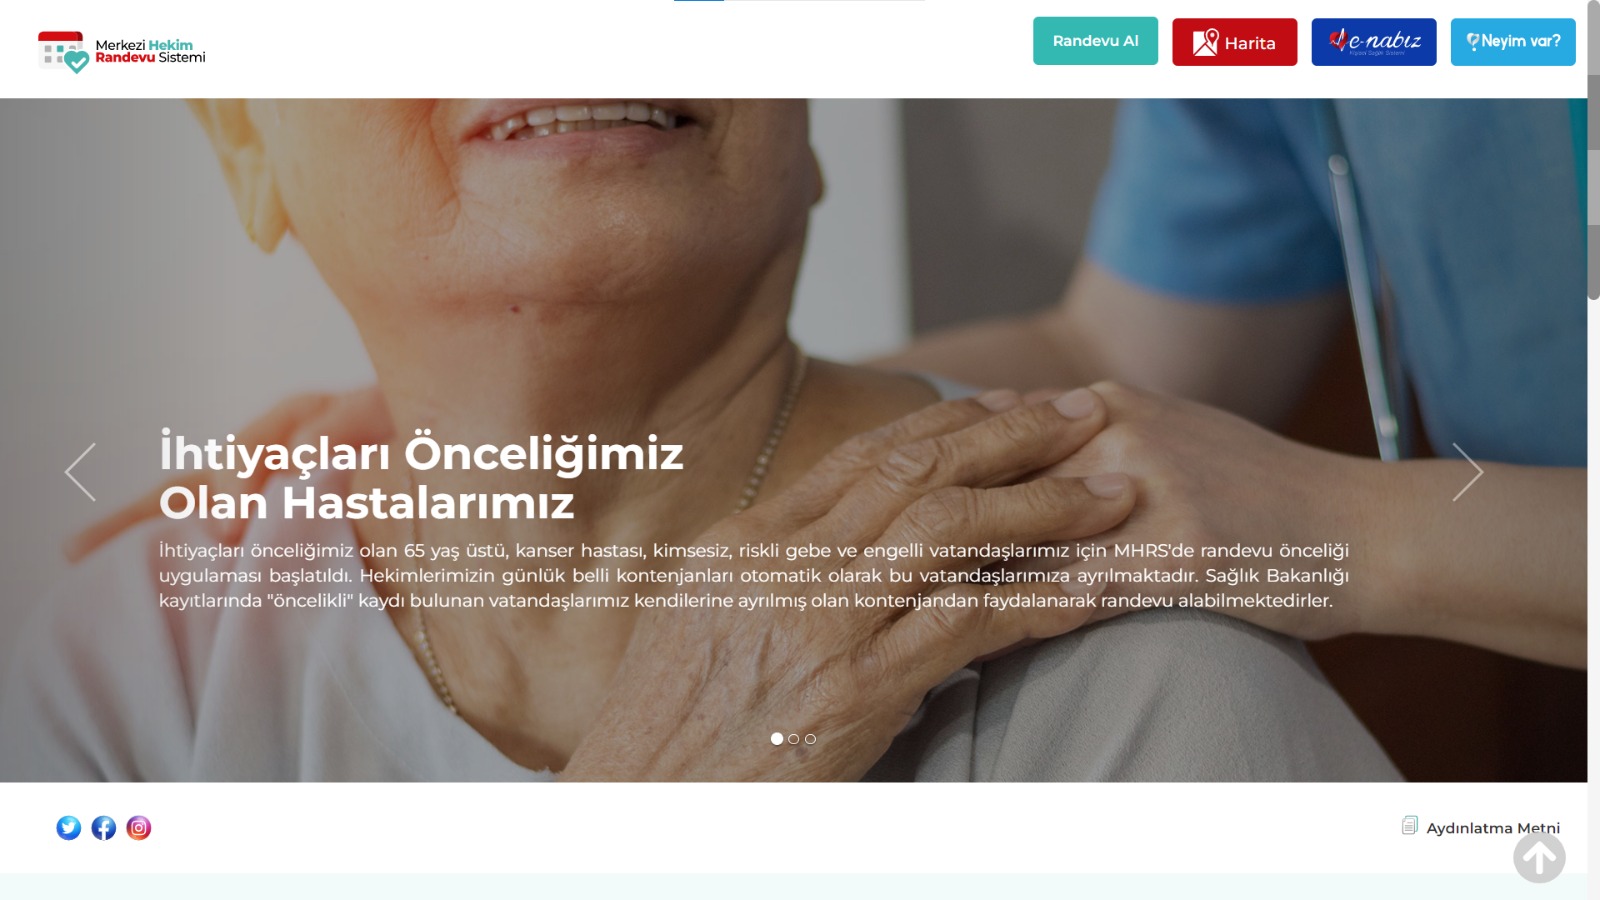 Merkezi Hekim
Randevu Sistemi
Randevu Al
Harita
e-nabız
Kişisel Sağlık Sistemi
Neyim var?
İhtiyaçları Önceliğimiz
Olan Hastalarımız
İhtiyaçları önceliğimiz olan 65 yaş üstü, kanser hastası, kimsesiz, riskli gebe ve engelli vatandaşlarımız için MHRS'de randevu önceliği
uygulaması başlatıldı. Hekimlerimizin günlük belli kontenjanları otomatik olarak bu vatandaşlarımıza ayrılmaktadır. Sağlık Bakanlığı
kayıtlarında "öncelikli" kaydı bulunan vatandaşlarımız kendilerine ayrılmış olan kontenjandan faydalanarak randevu alabilmektedirler.
Aydınlatma Metni